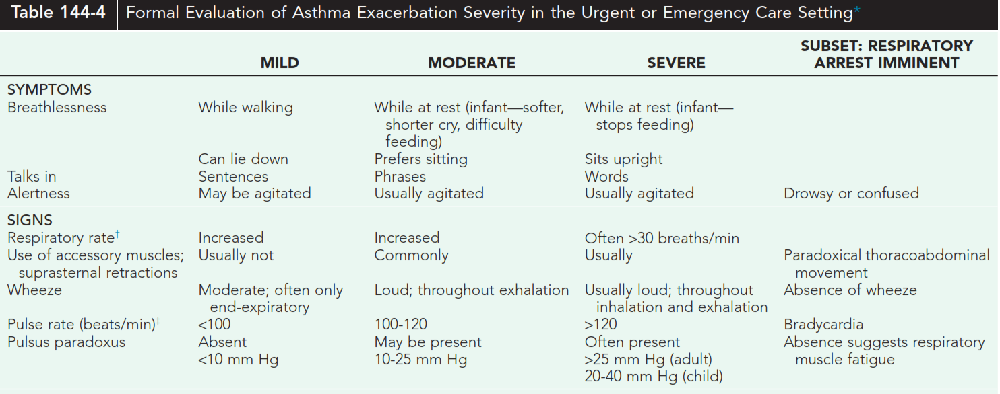 Table 144-4 Formal Evaluation of Asthma Exacerbation Severity in the Urgent or Emergency Care Setting*
SUBSET: RESPIRATORY
MILD MODERATE SEVERE ARREST IMMINENT
SYMPTOMS
Breathlessness While walking While at rest (infant—softer, While at rest (infant—
shorter cry, difficulty stops feeding)
feeding)
Can lie down Prefers sitting Sits upright
Talks in Sentences Phrases Words
Alertness May be agitated Usually agitated Usually agitated Drowsy or confused
SIGNS
Respiratory rate† Increased Increased Often >30 breaths/min
Use of accessory muscles; Usually not Commonly Usually Paradoxical thoracoabdominal
suprasternal retractions movement
Wheeze Moderate; often only Loud; throughout exhalation Usually loud; throughout Absence of wheeze
end-expiratory inhalation and exhalation
Pulse rate (beats/min)‡ <100 100-120 >120 Bradycardia
Pulsus paradoxus Absent May be present Often present Absence suggests respiratory
<10 mm Hg 10-25 mm Hg >25 mm Hg (adult) muscle fatigue
20-40 mm Hg (child)